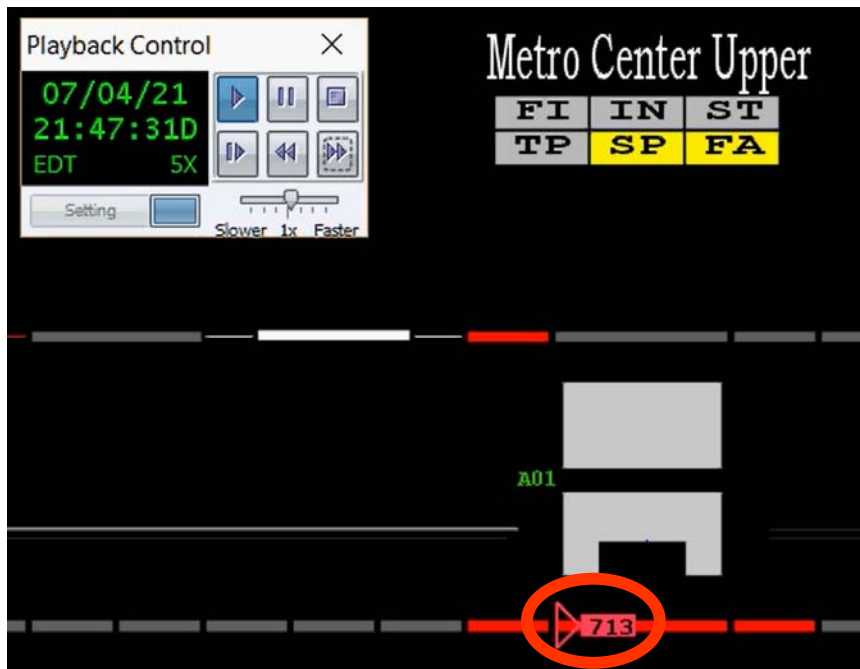 Playback Control
07/04/21
21:47:31D
EDT 5X
Setting
Slower 1x Faster
Metro Center Upper
FI IN ST
TP SP FA
A01
713